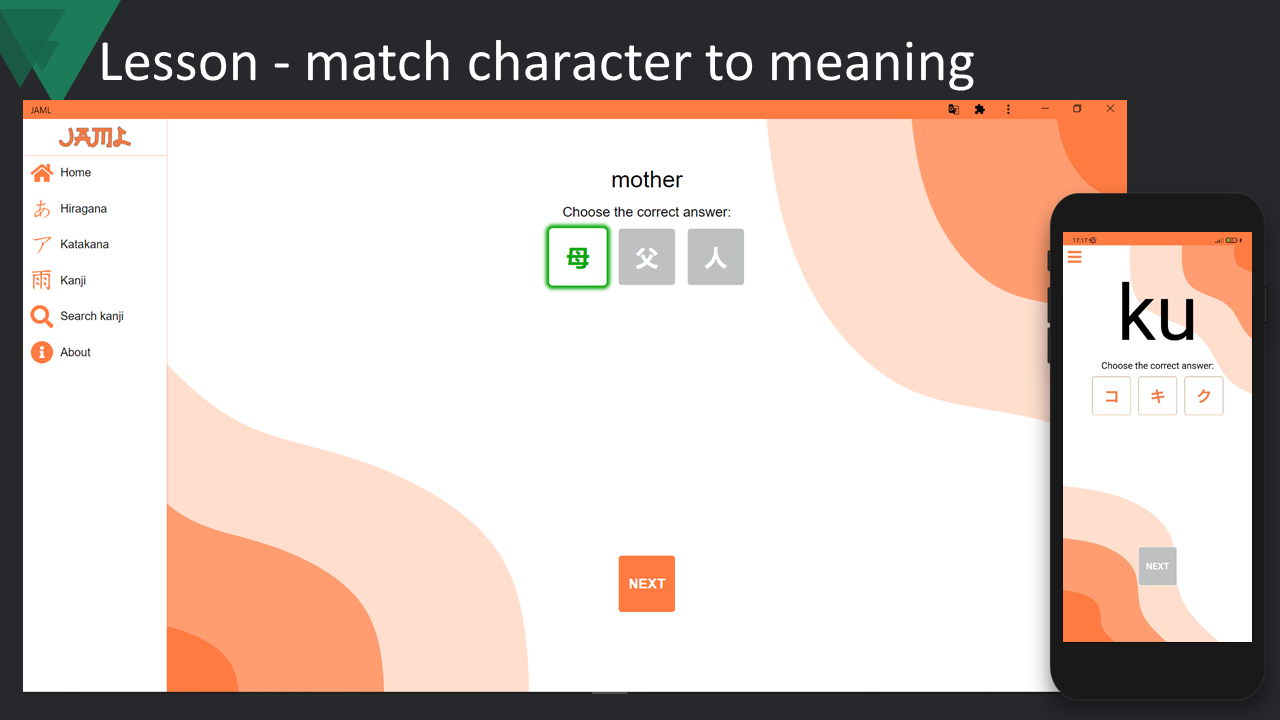 Lesson - match character to meaning
JAML
JAML
Home
あ Hiragana
ア Katakana
雨 Kanji
Search kanji
About
mother
Choose the correct answer:
母 父 人
NEXT
17:17
ku
Choose the correct answer:
コ キ ク
NEXT